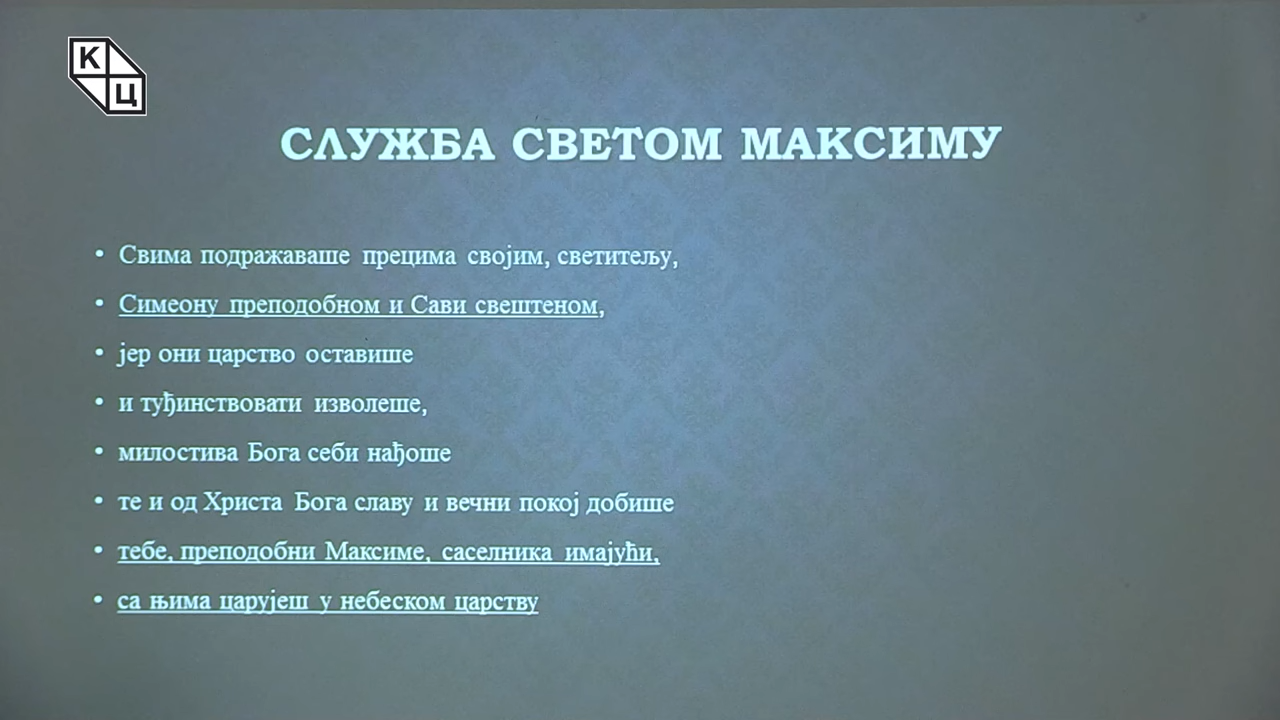 К
Ц
СЛУЖБА СВЕТОМ МАКСИМУ
• Свима подражаваше прецима својим, светитељу,
• Симеону преподобном и Сави свештеном,
• јер они царство оставише
• и туђинствовати изволеше,
• милостива Бога себи нађоше
• те и од Христа Бога славу и вечни покој добише
• тебе, преподобни Максиме, саселника имајући,
• са њима царујеш у небеском царству